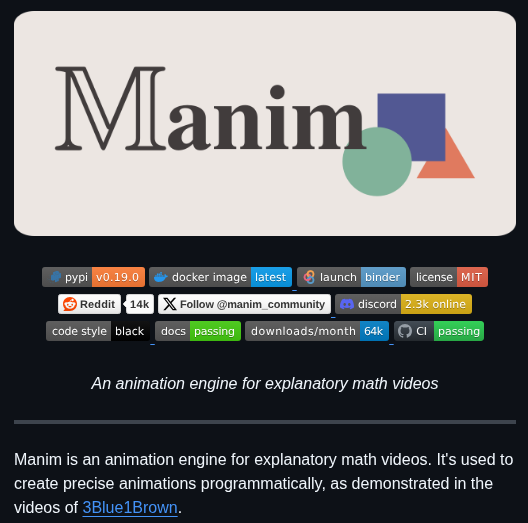 Manim
pypi v0.19.0 docker image latest launch binder license MIT
Reddit 14k Follow @manim_community discord 2.3k online
code style black docs passing downloads/month 64k CI passing
An animation engine for explanatory math videos
Manim is an animation engine for explanatory math videos. It's used to
create precise animations programmatically, as demonstrated in the
videos of 3Blue1Brown.